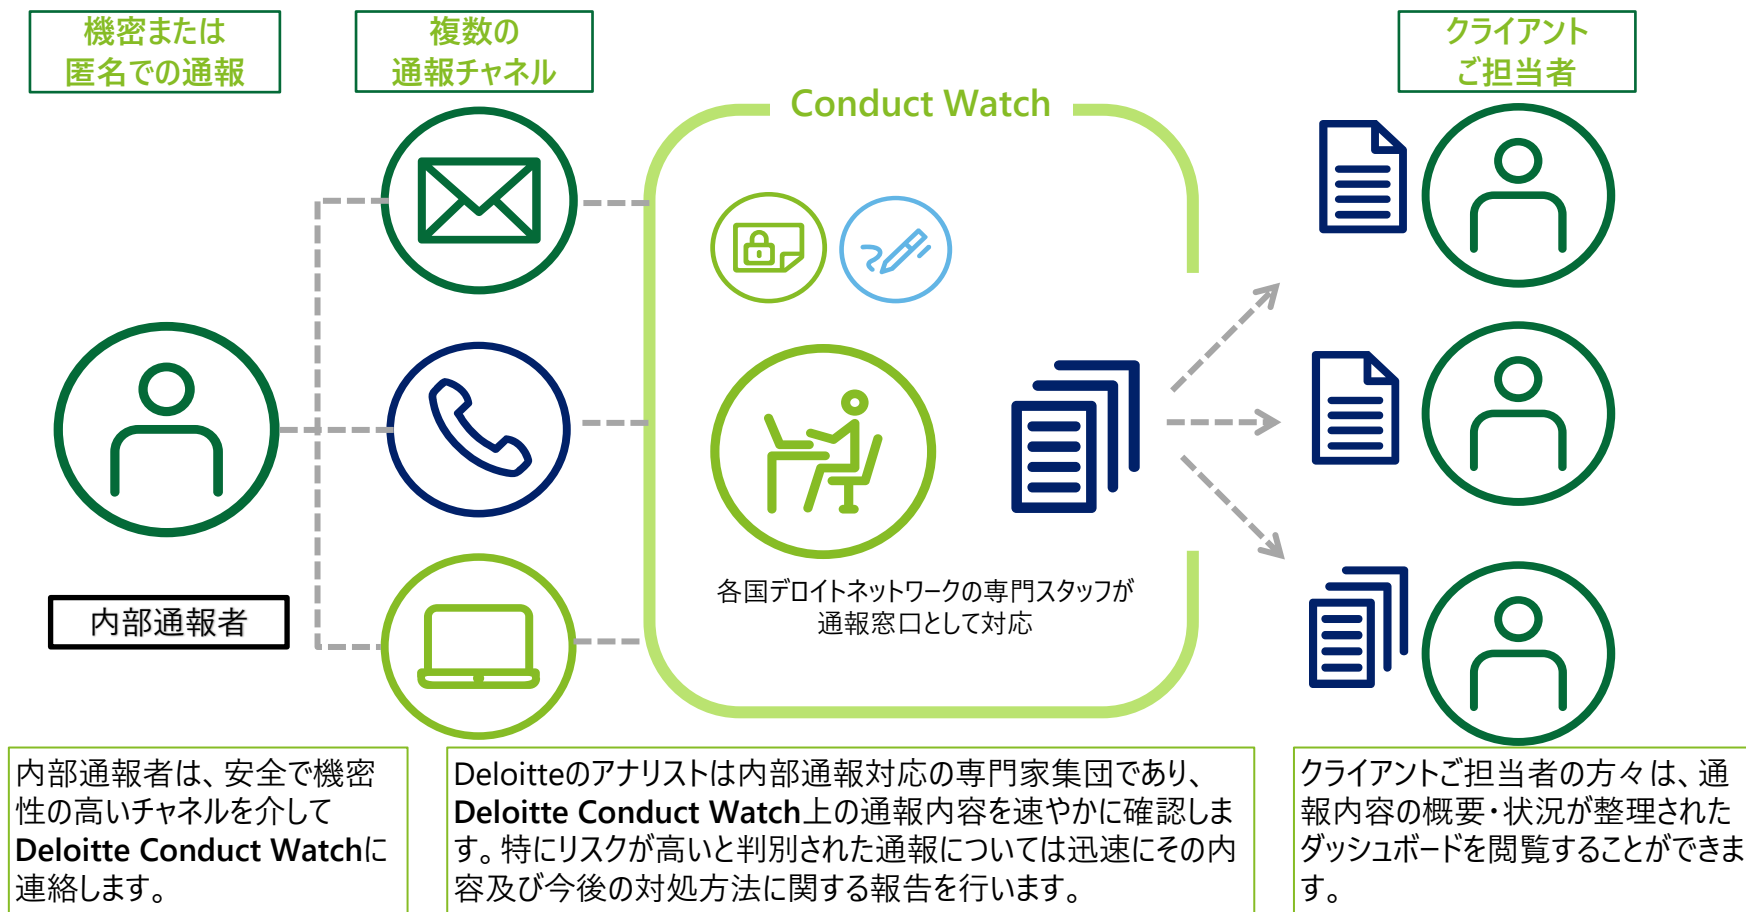 機密または
匿名での通報
複数の
通報チャネル
クライアント
ご担当者
Conduct Watch
各国デロイトネットワークの専門スタッフが
通報窓口として対応
内部通報者
内部通報者は、安全で機密
性の高いチャネルを介して
Deloitte Conduct Watchに
連絡します。
Deloitteのアナリストは内部通報対応の専門家集団であり、
Deloitte Conduct Watch上の通報内容を速やかに確認しま
す。特にリスクが高いと判別された通報については迅速にその内
容及び今後の対処方法に関する報告を行います。
クライアントご担当者の方々は、通
報内容の概要・状況が整理された
ダッシュボードを閲覧することができま
す。